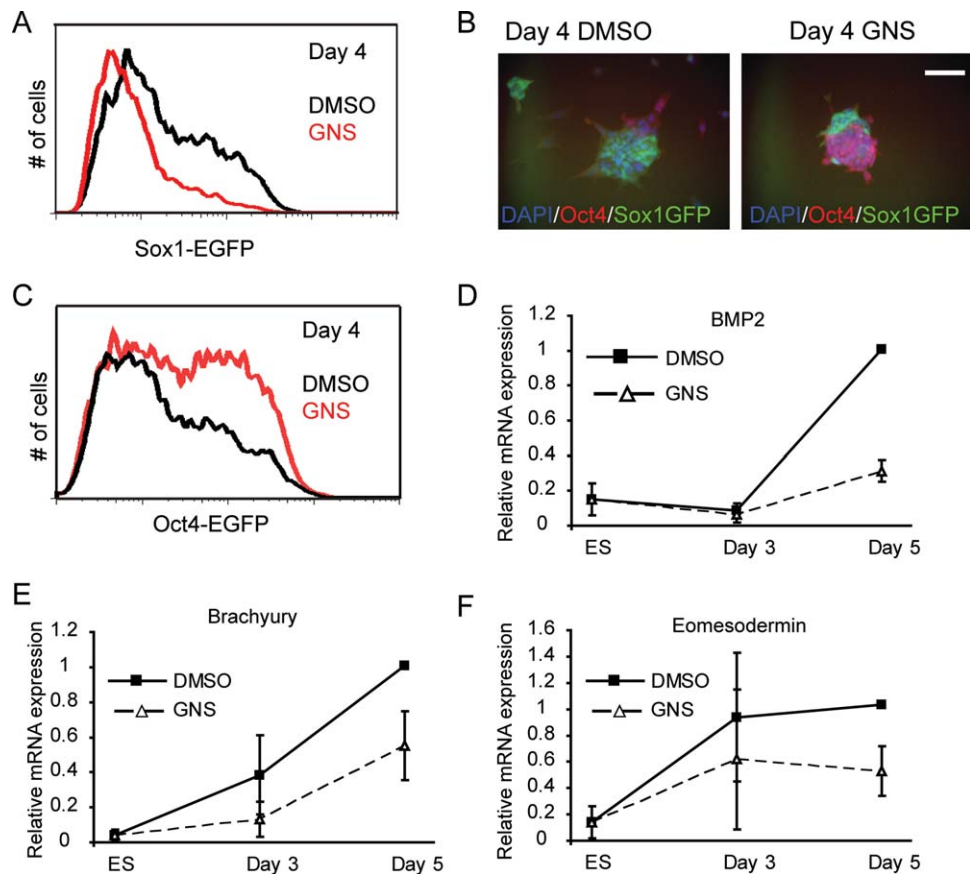 A
Day 4
DMSO
GNS
# of cells
Sox1-EGFP
B
Day 4 DMSO
Day 4 GNS
DAPI/Oct4/Sox1GFP
DAPI/Oct4/Sox1GFP
C
Day 4
DMSO
GNS
# of cells
Oct4-EGFP
D
BMP2
DMSO
GNS
Relative mRNA expression
1.2
1
0.8
0.6
0.4
0.2
0
ES
Day 3
Day 5
E
Brachyury
DMSO
GNS
Relative mRNA expression
1.2
1
0.8
0.6
0.4
0.2
0
ES
Day 3
Day 5
F
Eomesodermin
DMSO
GNS
Relative mRNA expression
1.6
1.4
1.2
1
0.8
0.6
0.4
0.2
0
ES
Day 3
Day 5